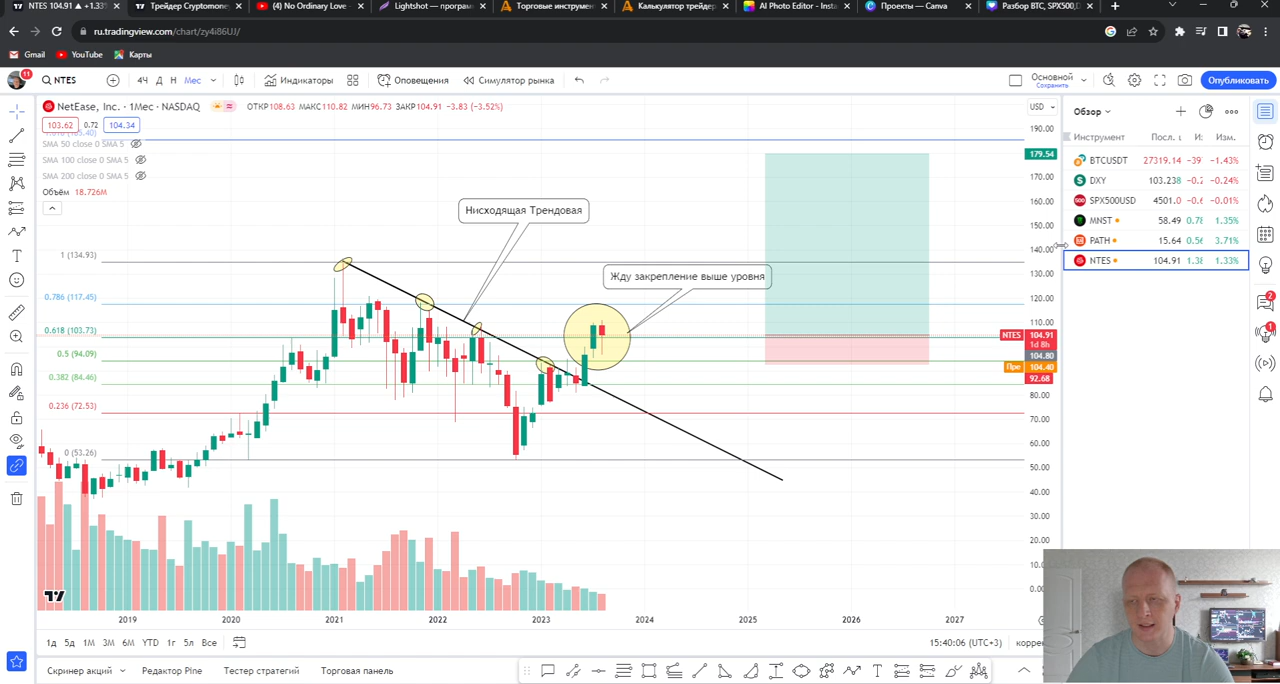 NTES 104.91 ▲ +1.33%
Трейдер Cryptomone
(4) No Ordinary Love
Lightshot — програм
Торговые инструмен
Калькулятор трейдер
AI Photo Editor - Insta
Проекты — Canva
Разбор BTC, SPX500,D
ru.tradingview.com/chart/zy4i86UJ/
Gmail YouTube Карты
11
NTES 4Ч Д Н Мес Индикаторы Оповещения Симулятор рынка Основной Сохранить Опубликовать
NetEase, Inc. · 1Мес · NASDAQ ОТКР108.63 МАКС110.82 МИН96.73 ЗАКР104.91 −3.83 (−3.52%)
USD
103.62 0.72 104.34
SMA 50 close 0 SMA 5
SMA 100 close 0 SMA 5
SMA 200 close 0 SMA 5
Объём 18.726M
Нисходящая Трендовая
Жду закрепление выше уровня
1 (134.93)
0.786 (117.45)
0.618 (103.73)
0.5 (94.09)
0.382 (84.46)
0.236 (72.53)
0 (53.26)
190.00
179.54
170.00
160.00
150.00
140.00
130.00
120.00
110.00
NTES 104.91
1d 8h
104.80
Пре 104.40
92.68
80.00
70.00
60.00
50.00
40.00
30.00
20.00
10.0
0.00
Обзор
Инструмент Посл. Изм.
BTCUSDT 27319.14 -39 −1.43%
DXY 103.238 -0.2 −0.24%
SPX500USD 4501.0 -0.6 −0.01%
MNST 58.49 0.78 1.35%
PATH 15.64 0.56 3.71%
NTES 104.91 1.38 1.33%
2
1
2019 2020 2021 2022 2023 2024 2025 2026 2027
1д 5д 1М 3М 6М YTD 1г 5л Все
15:40:06 (UTC+3) коррек
Скринер акций Редактор Pine Тестер стратегий Торговая панель